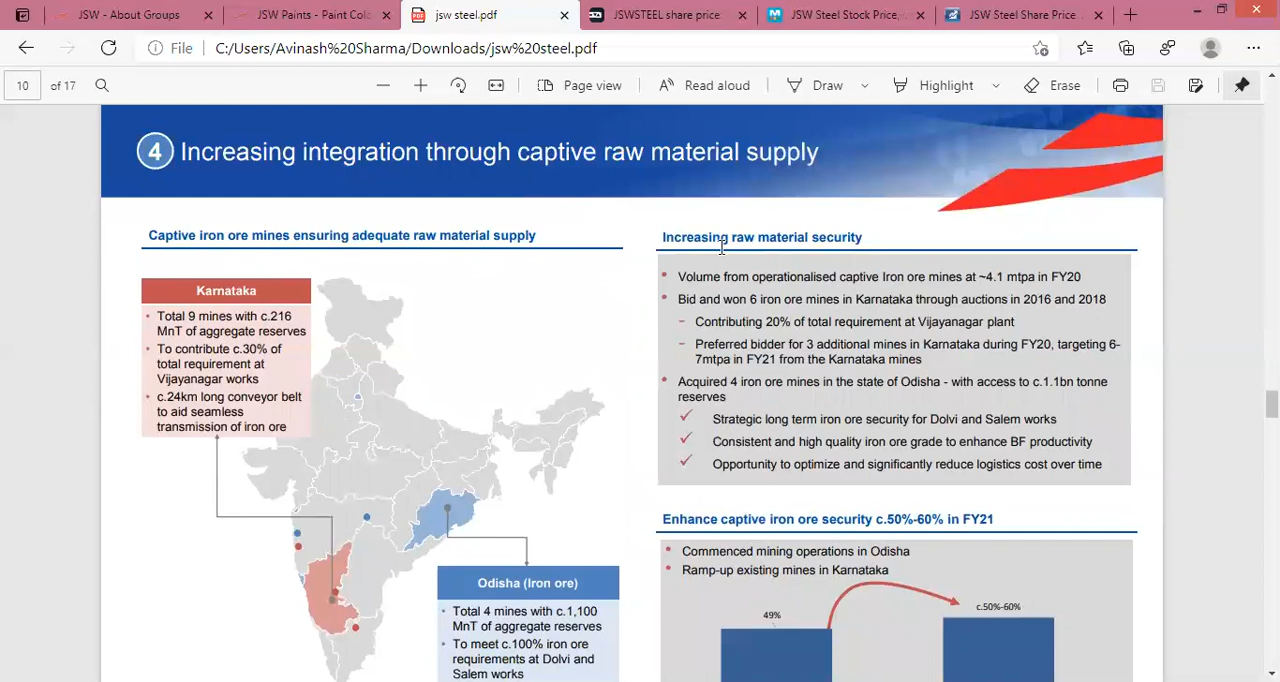 JSW - About Groups
JSW Paints - Paint Col
jsw steel.pdf
JSWSTEEL share price
JSW Steel Stock Price,
JSW Steel Share Price
File
C:/Users/Avinash%20Sharma/Downloads/jsw%20steel.pdf
10
of 17
Page view
Read aloud
Draw
Highlight
Erase
4
Increasing integration through captive raw material supply
Captive iron ore mines ensuring adequate raw material supply
Karnataka
• Total 9 mines with c.216
MnT of aggregate reserves
• To contribute c.30% of
total requirement at
Vijayanagar works
• c.24km long conveyor belt
to aid seamless
transmission of iron ore
Odisha (Iron ore)
• Total 4 mines with c.1,100
MnT of aggregate reserves
• To meet c.100% iron ore
requirements at Dolvi and
Salem works
Increasing raw material security
• Volume from operationalised captive Iron ore mines at ~4.1 mtpa in FY20
• Bid and won 6 iron ore mines in Karnataka through auctions in 2016 and 2018
− Contributing 20% of total requirement at Vijayanagar plant
− Preferred bidder for 3 additional mines in Karnataka during FY20, targeting 6-
7mtpa in FY21 from the Karnataka mines
• Acquired 4 iron ore mines in the state of Odisha - with access to c.1.1bn tonne
reserves
✓ Strategic long term iron ore security for Dolvi and Salem works
✓ Consistent and high quality iron ore grade to enhance BF productivity
✓ Opportunity to optimize and significantly reduce logistics cost over time
Enhance captive iron ore security c.50%-60% in FY21
• Commenced mining operations in Odisha
• Ramp-up existing mines in Karnataka
49%
c.50%-60%